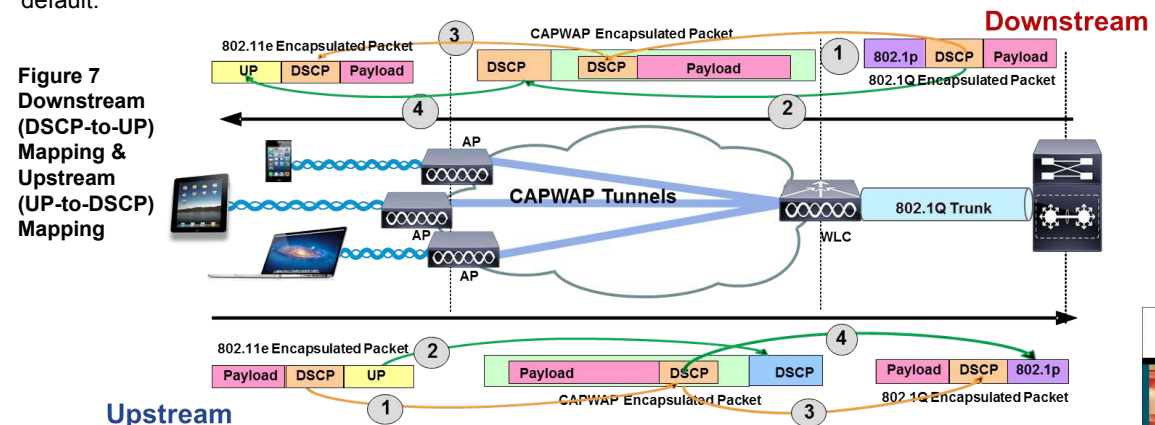 default.
Downstream
Figure 7
Downstream
(DSCP-to-UP)
Mapping &
Upstream
(UP-to-DSCP)
Mapping
802.11e Encapsulated Packet
3
CAPWAP Encapsulated Packet
1
UP DSCP Payload
DSCP DSCP Payload
802.1p DSCP Payload
802.1Q Encapsulated Packet
4
2
AP
CAPWAP Tunnels
AP
AP
WLC
802.1Q Trunk
802.11e Encapsulated Packet
2
4
Payload DSCP UP
Payload DSCP DSCP
Payload DSCP 802.1p
1
CAPWAP Encapsulated Packet
3
802.1Q Encapsulated Packet
Upstream